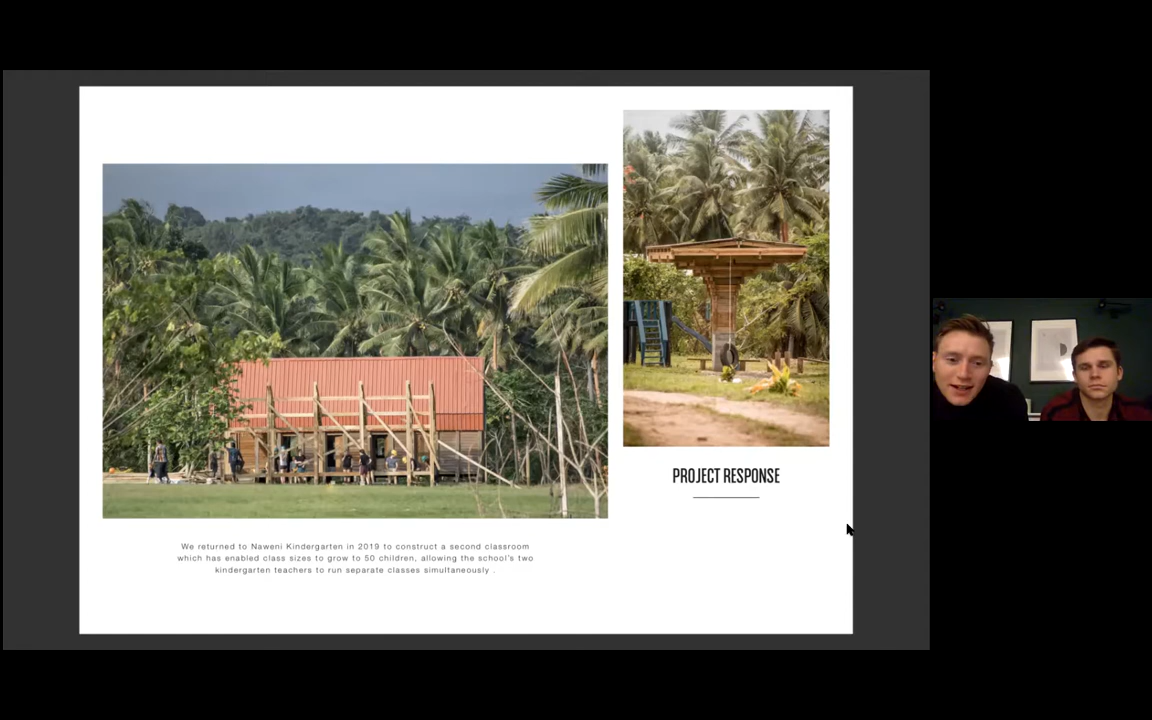 PROJECT RESPONSE
We returned to Naweni Kindergarten in 2019 to construct a second classroom
which has enabled class sizes to grow to 50 children, allowing the school's two
kindergarten teachers to run separate classes simultaneously .